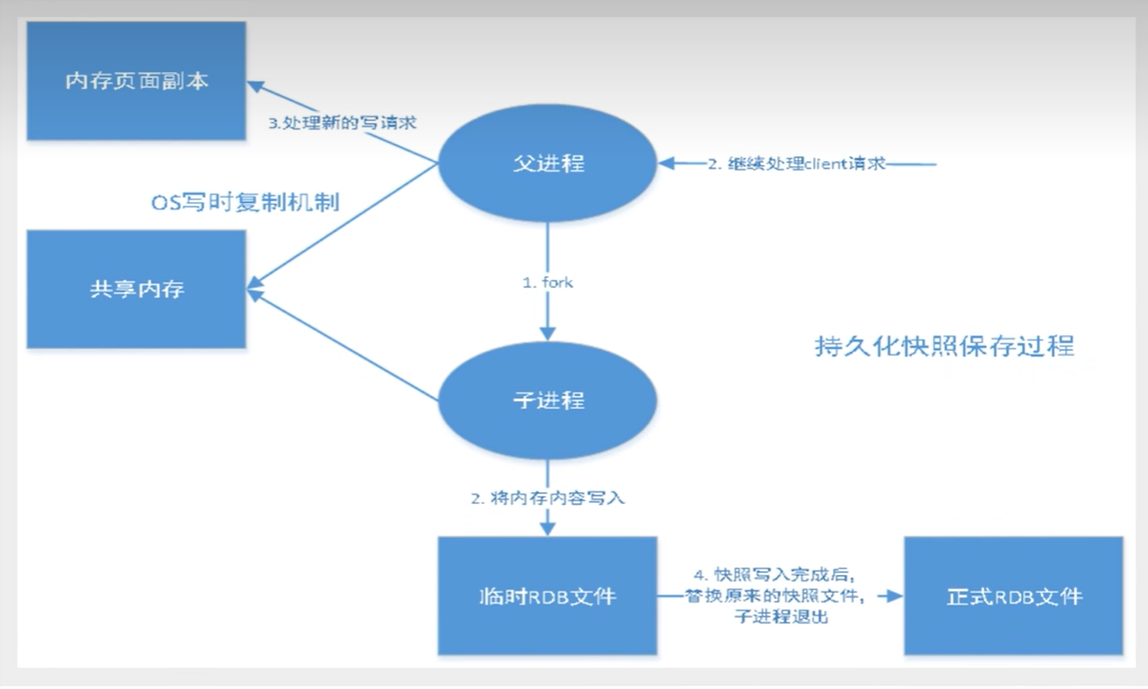 内存页面副本
3.处理新的写请求
父进程
2. 继续处理client请求
OS写时复制机制
共享内存
1. fork
持久化快照保存过程
子进程
2. 将内存内容写入
临时RDB文件
4. 快照写入完成后,
替换原来的快照文件,
子进程退出
正式RDB文件